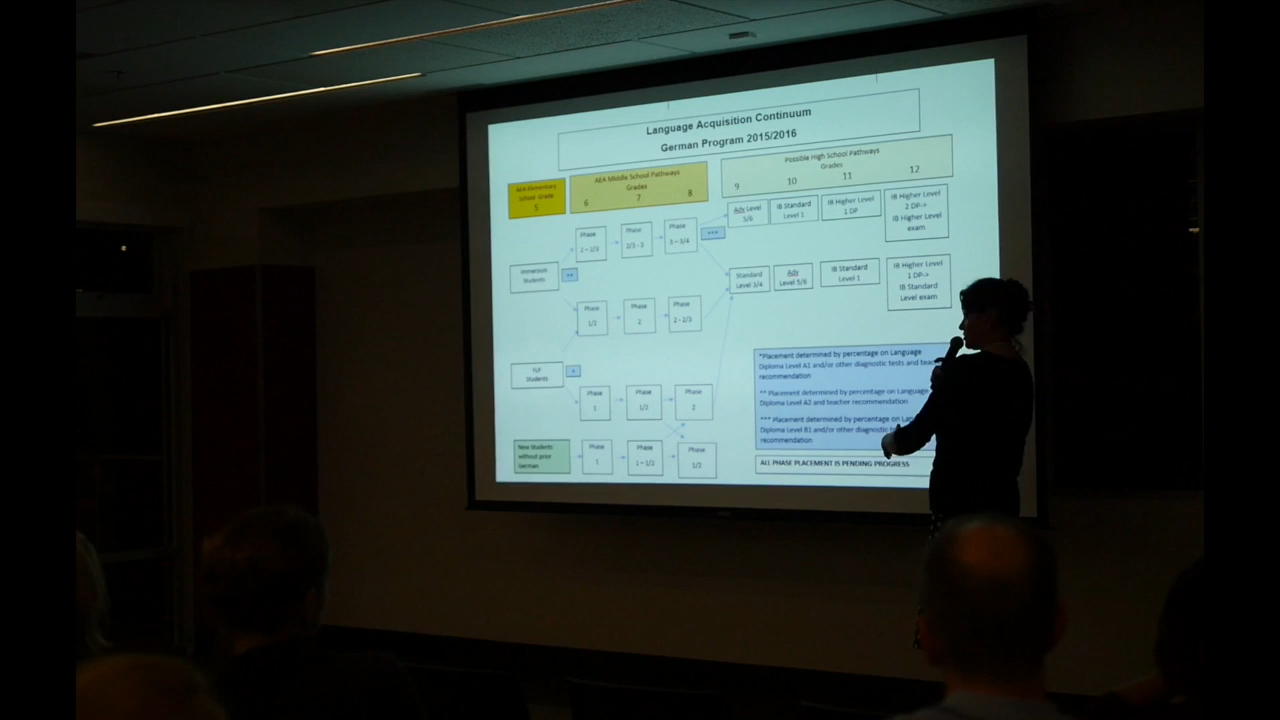 Language Acquisition Continuum
German Program 2015/2016
AEA Elementary
School Grade
5
AEA Middle School Pathways
Grades
6 7 8
Possible High School Pathways
Grades
9 10 11 12
Immersion
Students
**
Phase
2 – 2/3
Phase
2/3 - 3
Phase
3 – 3/4
***
Adv Level
5/6
IB Standard
Level 1
IB Higher Level
1 DP
IB Higher Level
2 DP->
IB Higher Level
exam
Phase
1/2
Phase
2
Phase
2 - 2/3
Standard
Level 3/4
Adv
Level 5/6
IB Standard
Level 1
IB Higher Level
1 DP->
IB Standard
Level exam
Students
*
Phase
1
Phase
1/2
Phase
2
New Students
without prior
German
Phase
1
Phase
1 – 1/2
Phase
1/2
*Placement determined by percentage on Language
Diploma Level A1 and/or other diagnostic tests and
recommendation
** Placement determined by percentage on Language
Diploma Level A2 and teacher recommendation
*** Placement determined by percentage on
Diploma Level B1 and/or other diagnostic
recommendation
ALL PHASE PLACEMENT IS PENDING PROGRESS